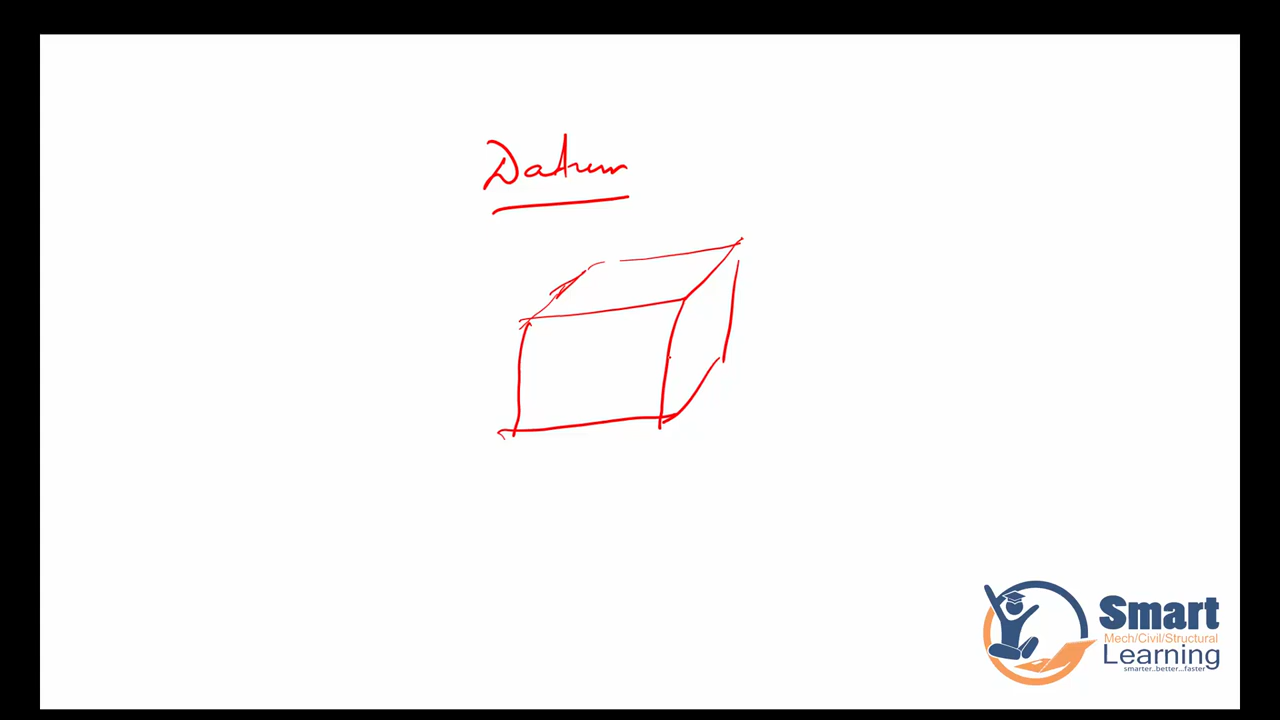 Datum
Smart
Mech/Civil/Structural
Learning
smarter..better...faster